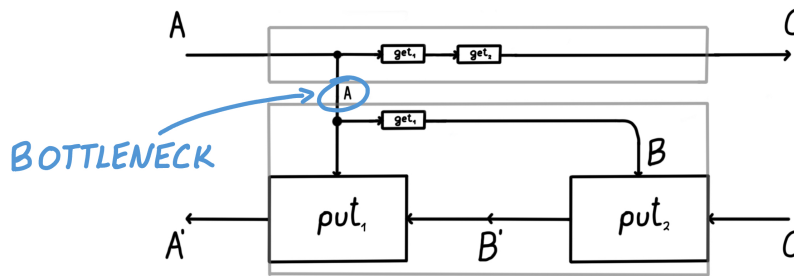 A
C
get₁
get₂
A
get₁
BOTTLENECK
B
put₁
put₂
A'
B'
C